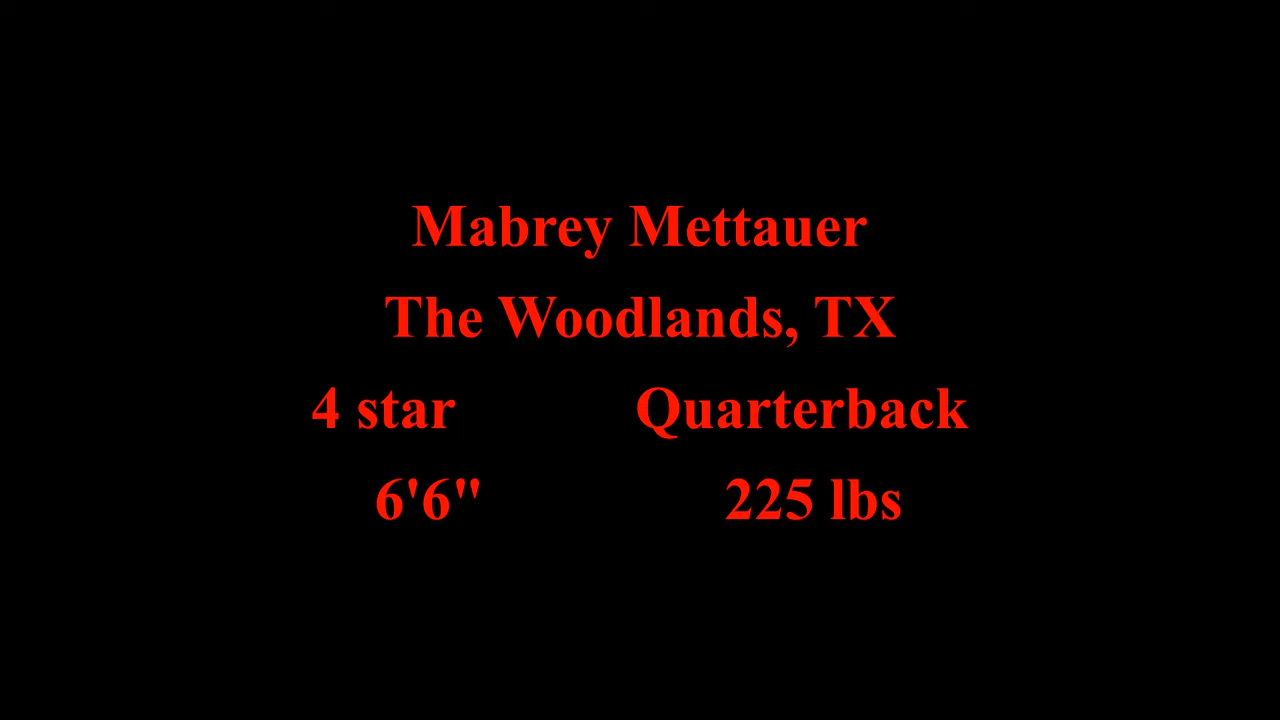 Mabrey Mettauer
The Woodlands, TX
4 star Quarterback
6'6" 225 lbs